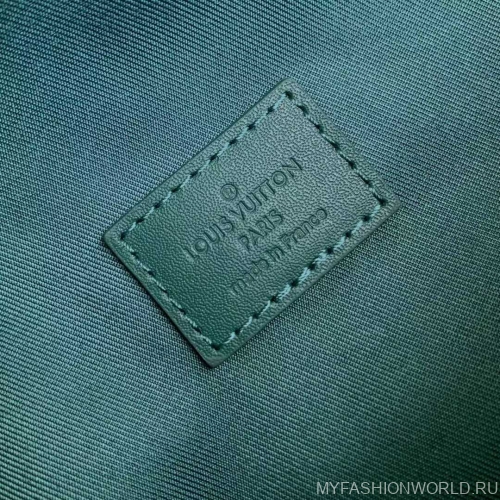 LOUIS VUITTON
PARIS
made in France
MYFASHIONWORLD.RU